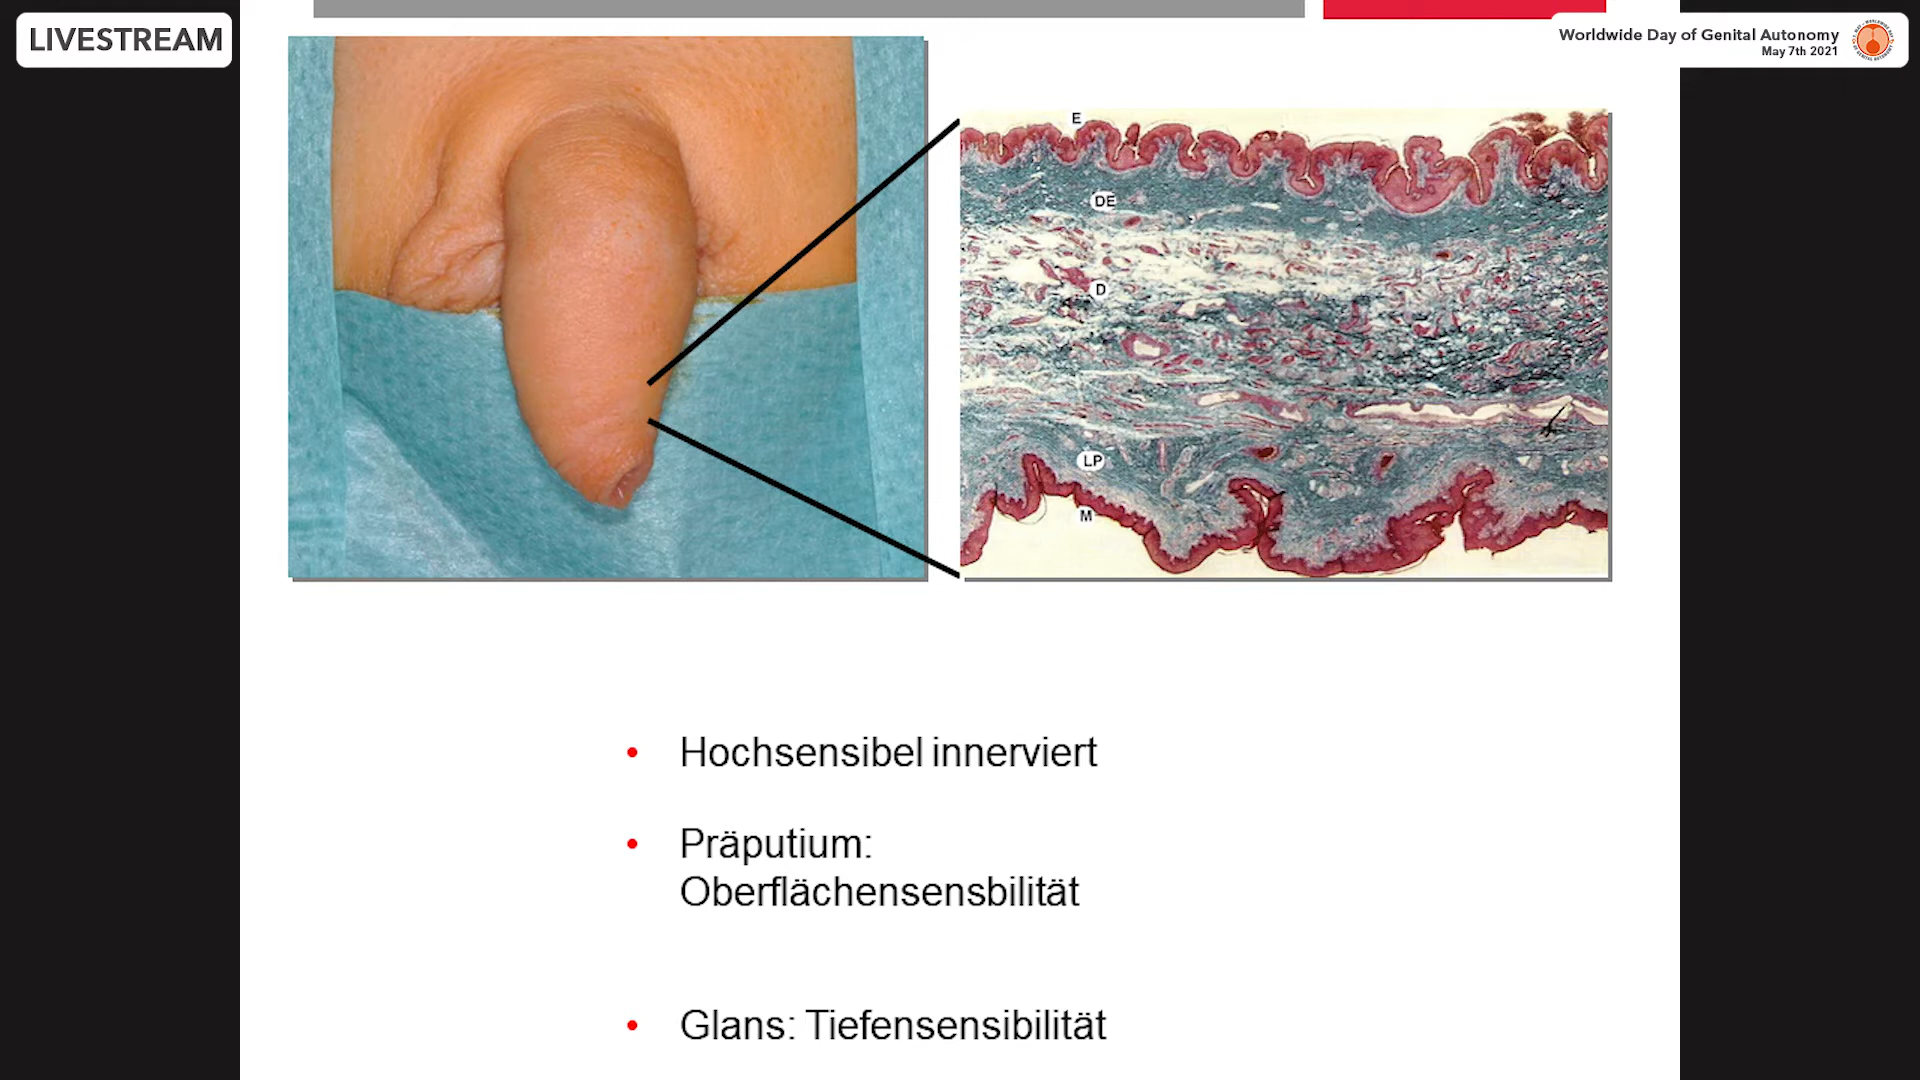 LIVESTREAM
Worldwide Day of Genital Autonomy
May 7th 2021
E
DE
D
LP
M
• Hochsensibel innerviert
• Präputium:
Oberflächensensbilität
• Glans: Tiefensensibilität